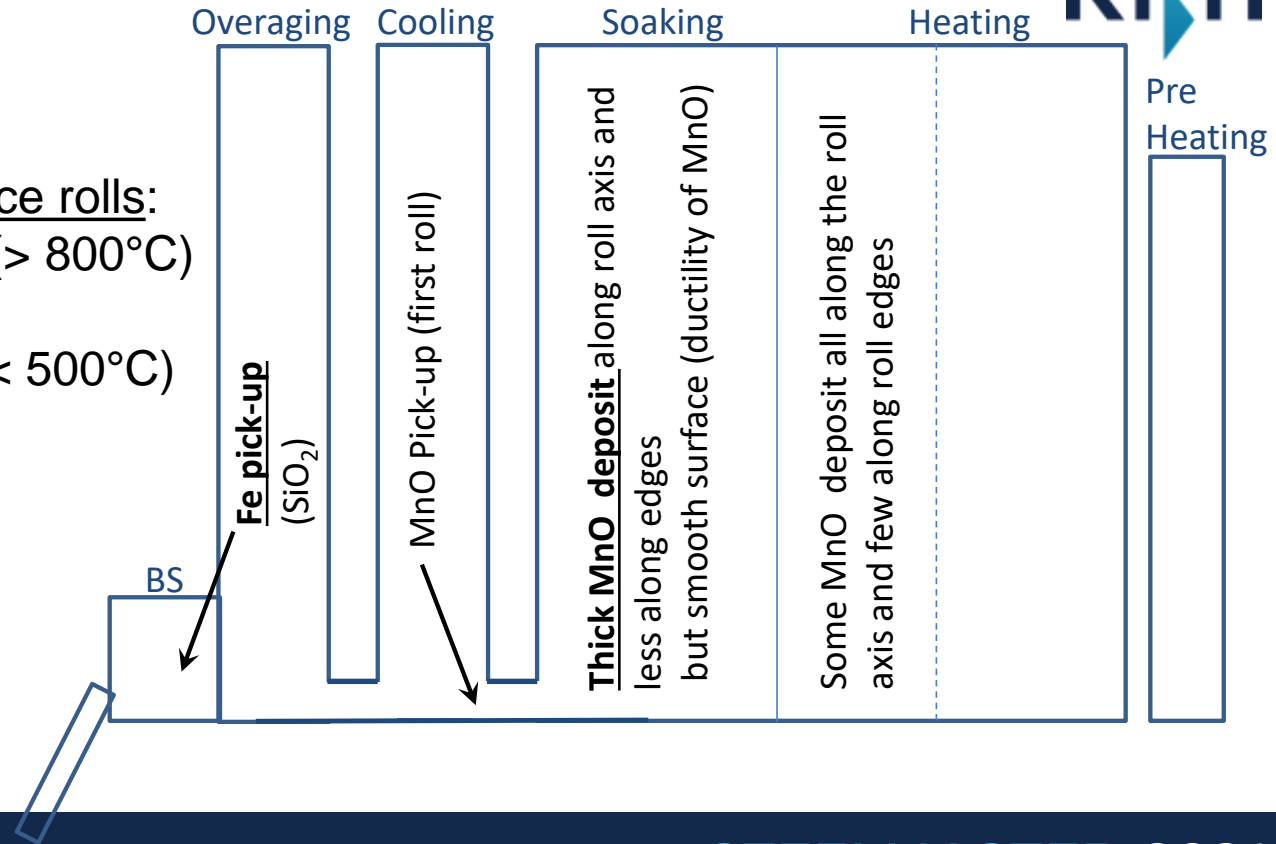 Overaging
Cooling
Soaking
Heating
Pre
Heating
ce rolls:
(> 800°C)
< 500°C)
BS
Fe pick-up
(SiO₂)
MnO Pick-up (first roll)
Thick MnO deposit along roll axis and
less along edges
but smooth surface (ductility of MnO)
Some MnO deposit all along the roll
axis and few along roll edges